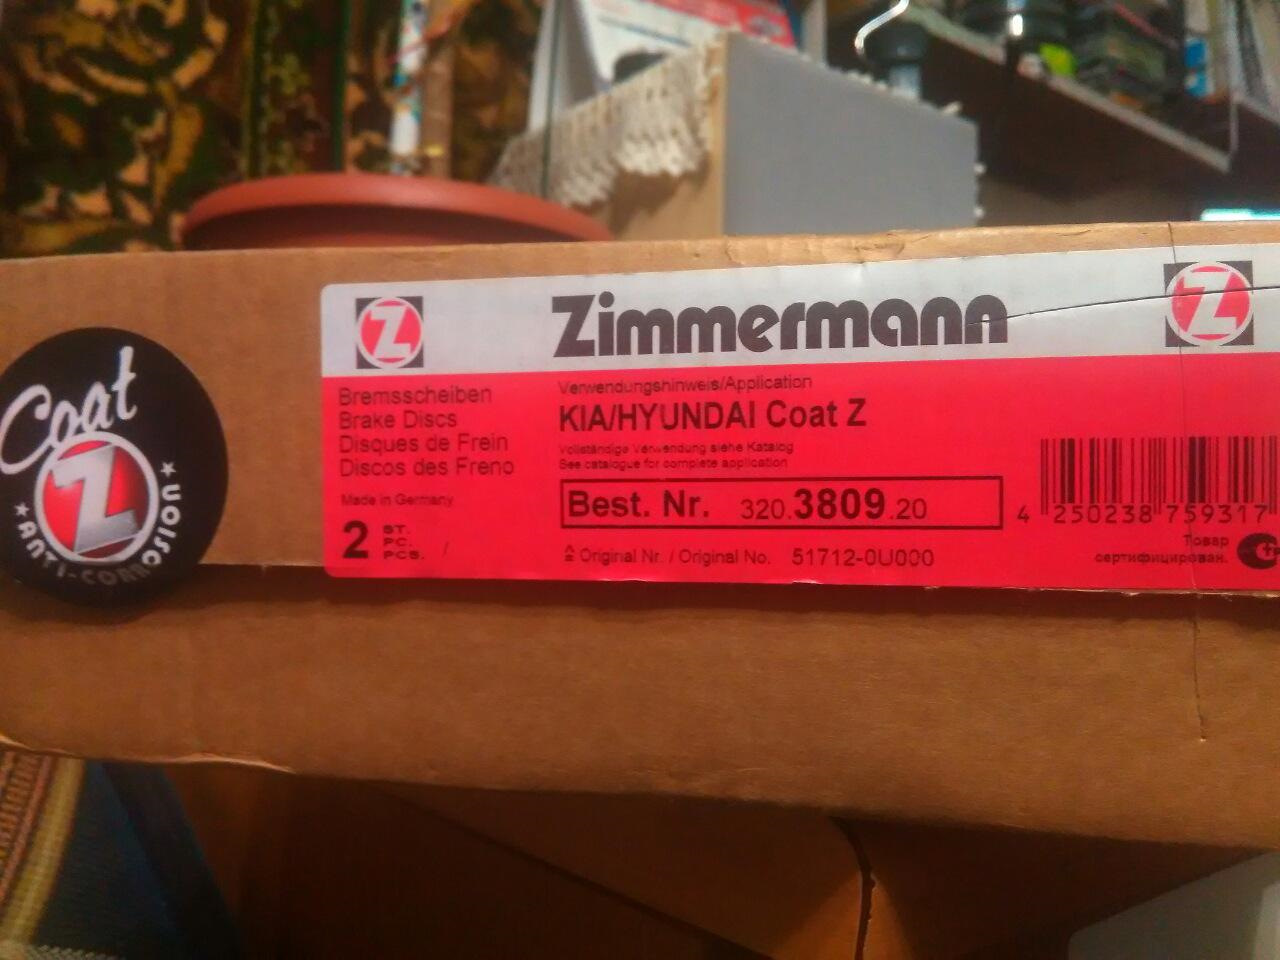 Coat
Z
ANTI-CORROSION
Z
Zimmermann
Z
Bremsscheiben
Brake Discs
Disques de Frein
Discos des Freno
Made in Germany
2 ST.
PC.
PCS. /
Verwendungshinweis/Application
KIA/HYUNDAI Coat Z
Vollständige Verwendung siehe Katalog
See catalogue for complete application
Best. Nr. 320.3809.20
≙ Original Nr. / Original No. 51712-0U000
4 250238 759317
Товар
сертифицирован.